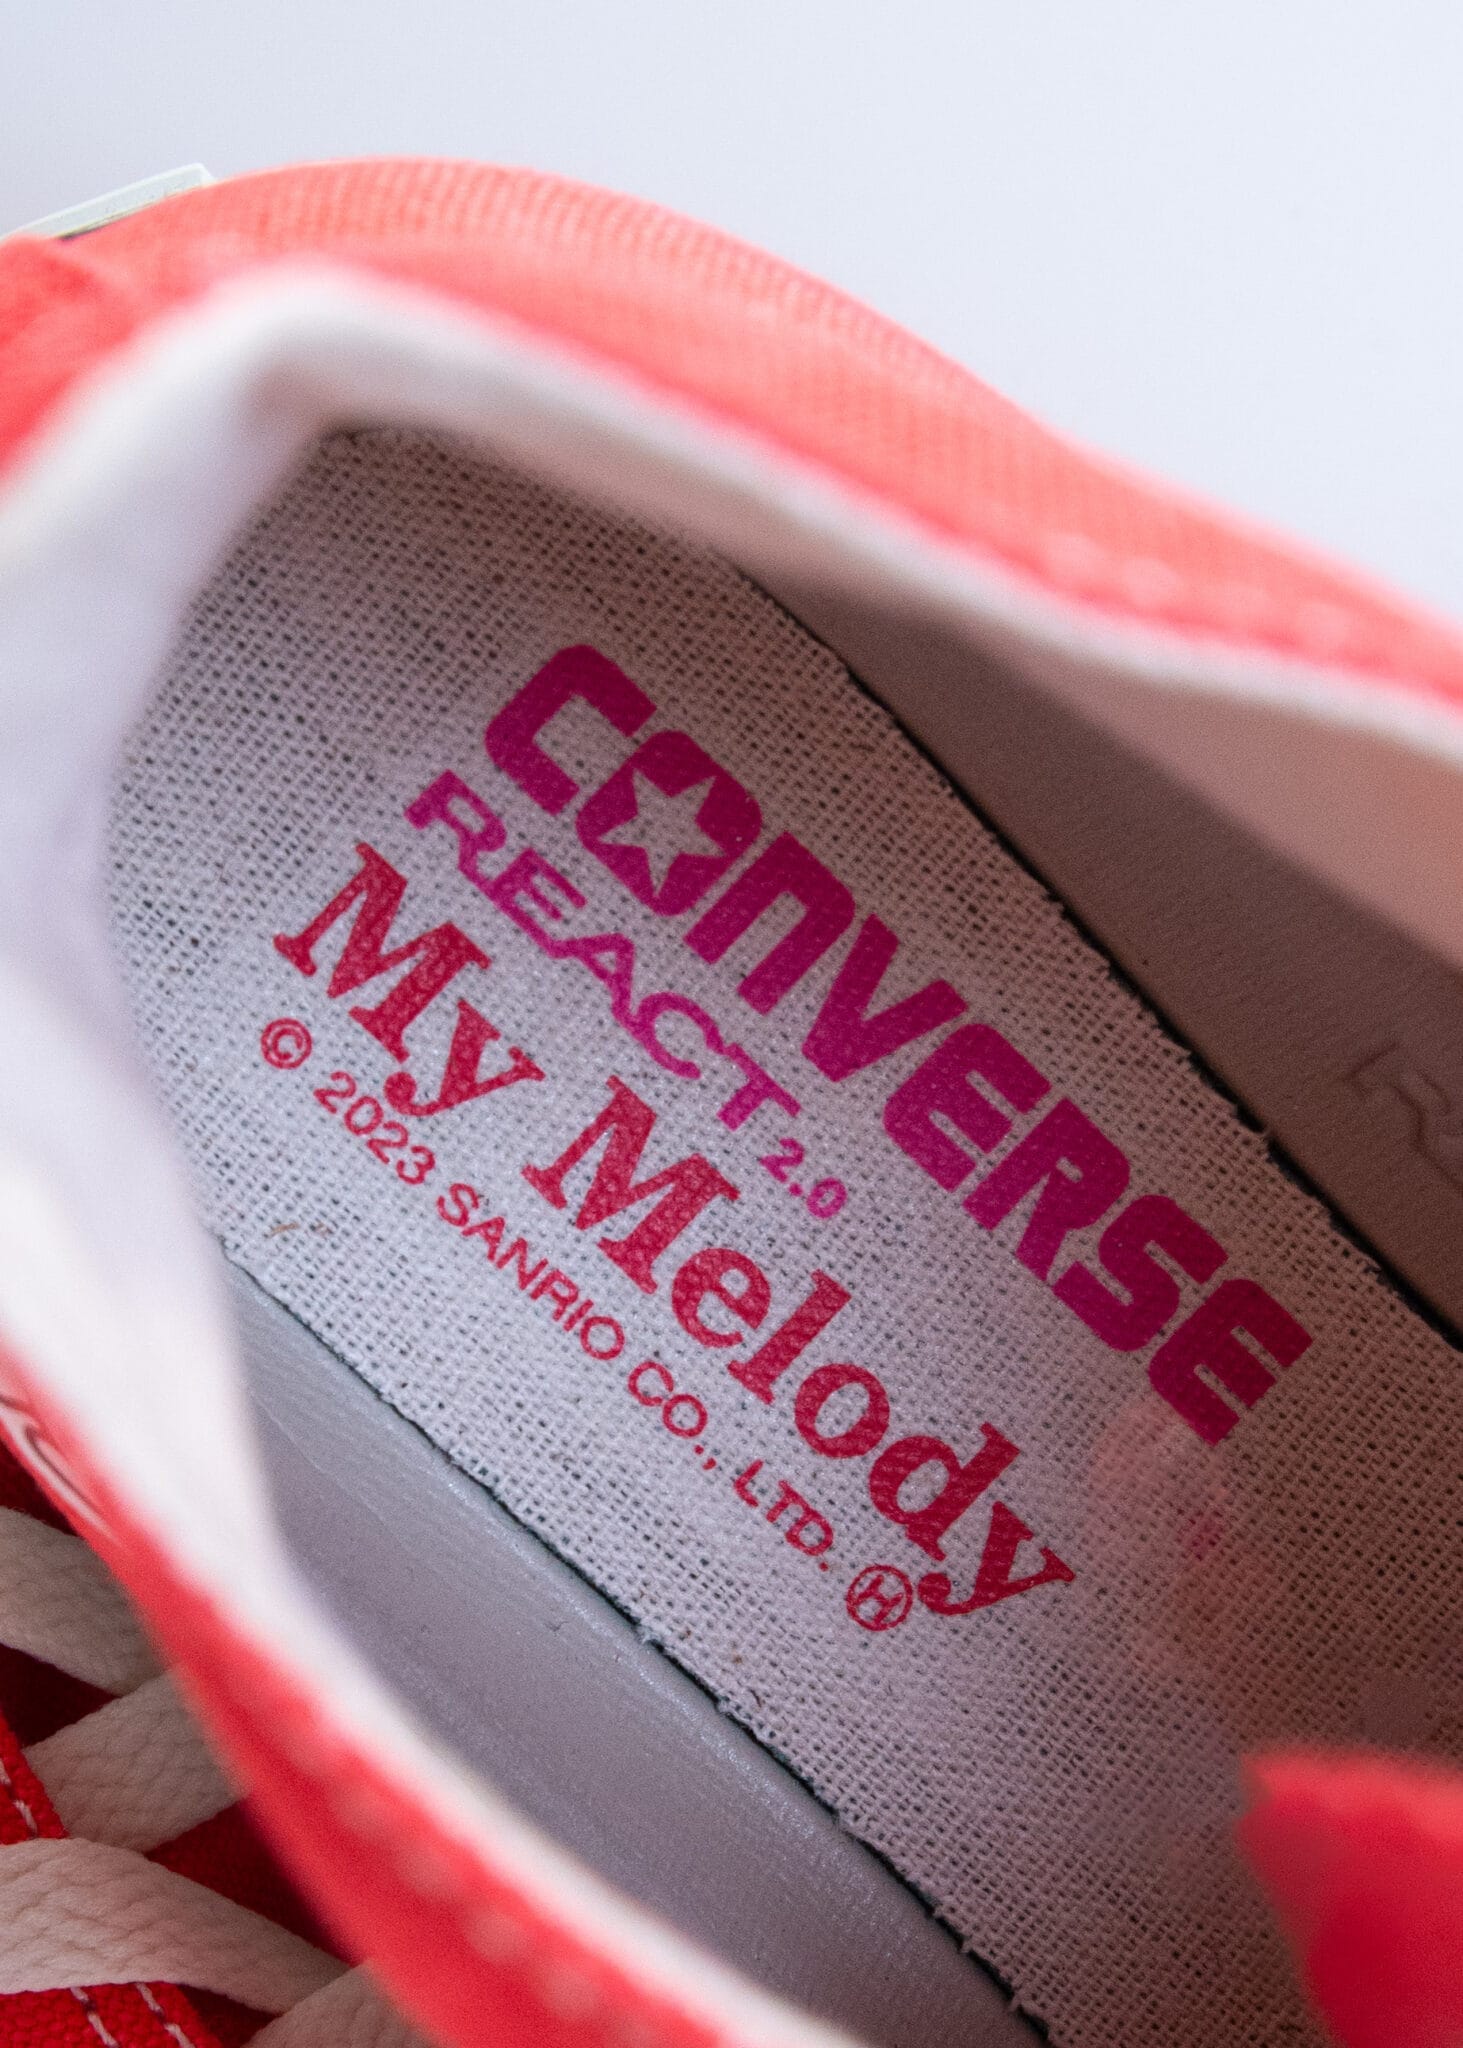 CONVERSE
REACT 2.0
My Melody
© 2023 SANRIO CO., LTD. Ⓗ